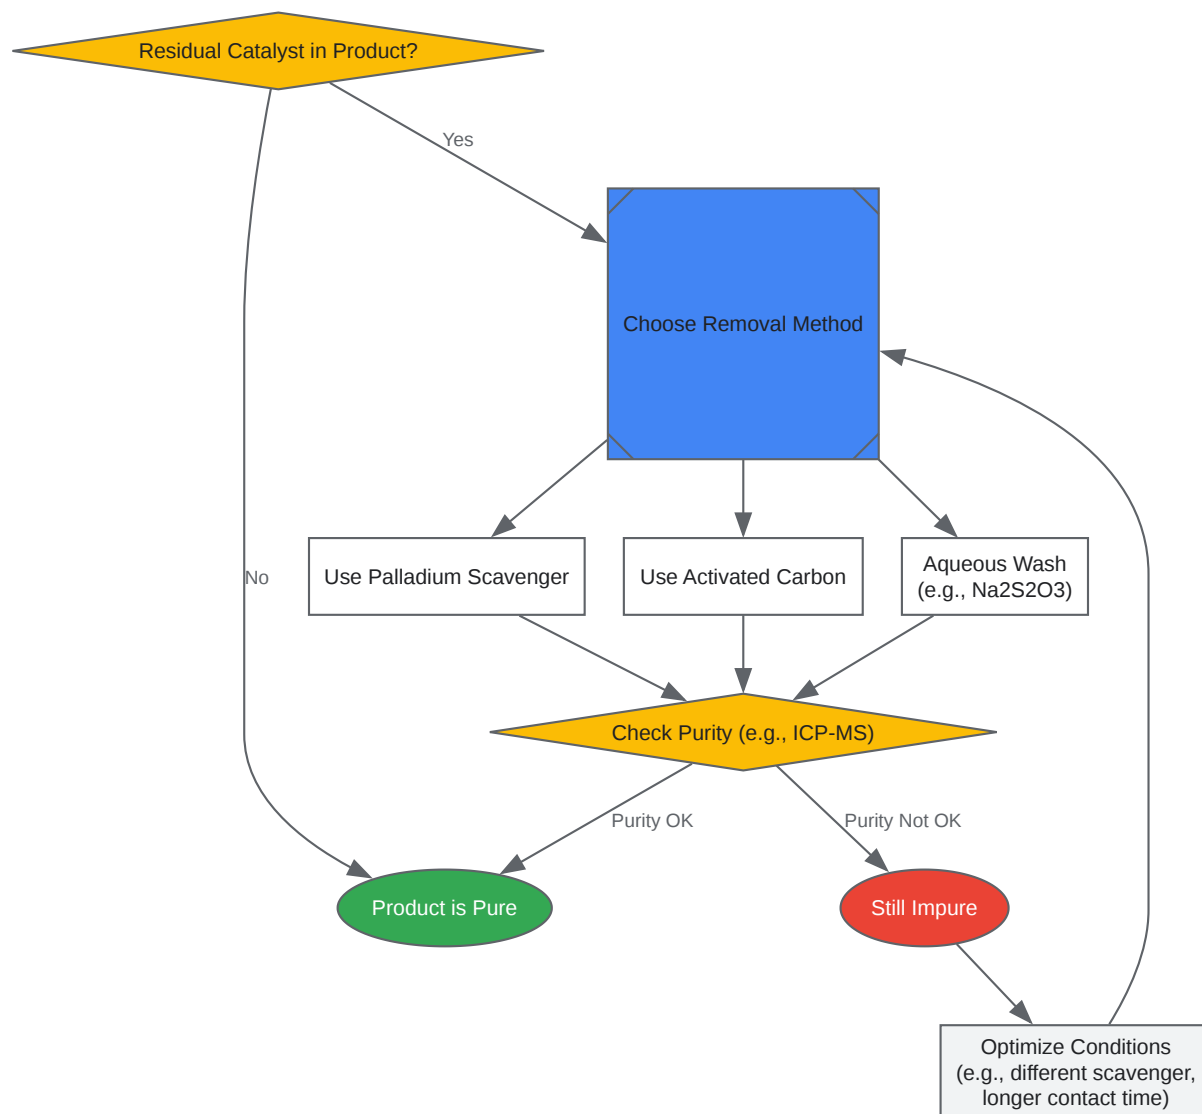 Residual Catalyst in Product?
Yes
Choose Removal Method
No
Use Palladium Scavenger
Use Activated Carbon
Aqueous Wash
(e.g., Na2S2O3)
Check Purity (e.g., ICP-MS)
Purity OK
Purity Not OK
Product is Pure
Still Impure
Optimize Conditions
(e.g., different scavenger,
longer contact time)